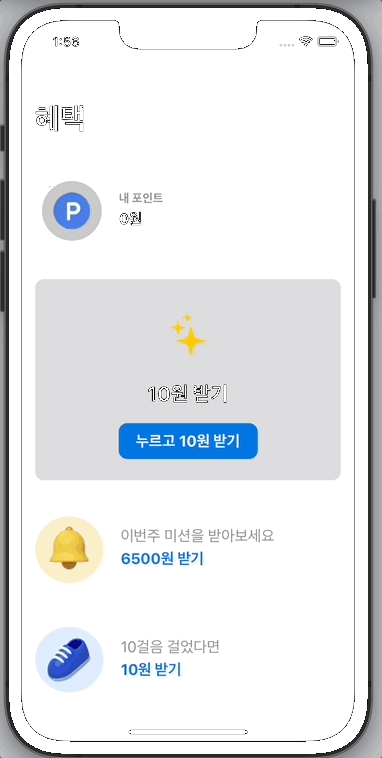 1:56
혜택
P
내 포인트
0원
10원 받기
누르고 10원 받기
이번주 미션을 받아보세요
6500원 받기
10걸음 걸었다면
10원 받기